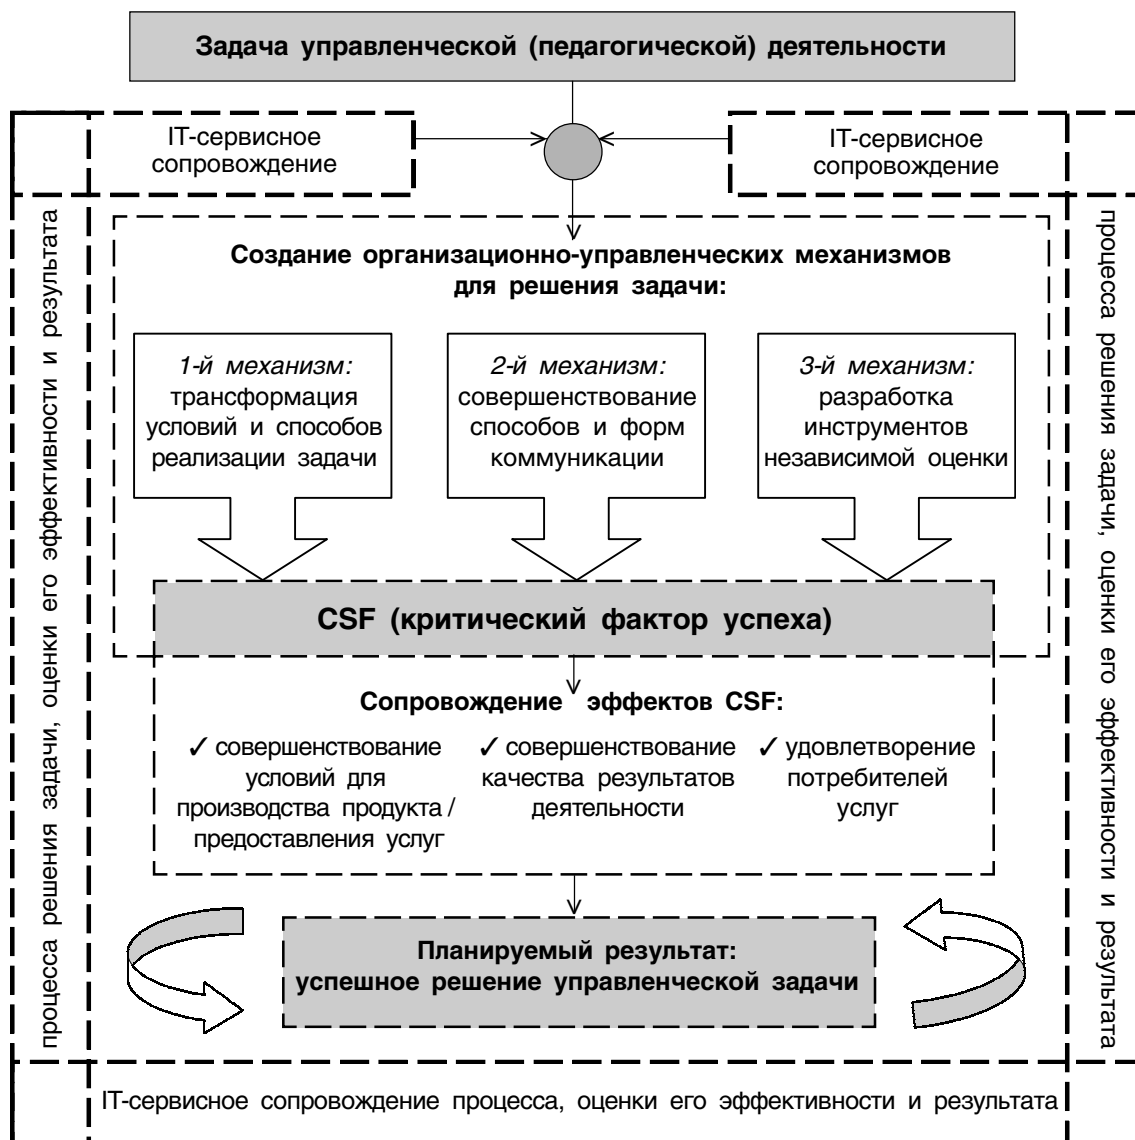 Задача управленческой (педагогической) деятельности
IT-сервисное
сопровождение
IT-сервисное
сопровождение
процесса решения задачи, оценки его эффективности и результата
процесса решения задачи, оценки его эффективности и результата
Создание организационно-управленческих механизмов
для решения задачи:
1-й механизм:
трансформация
условий и способов
реализации задачи
2-й механизм:
совершенствование
способов и форм
коммуникации
3-й механизм:
разработка
инструментов
независимой оценки
CSF (критический фактор успеха)
Сопровождение эффектов CSF:
✓ совершенствование
условий для
производства продукта /
предоставления услуг
✓ совершенствование
качества результатов
деятельности
✓ удовлетворение
потребителей
услуг
Планируемый результат:
успешное решение управленческой задачи
IT-сервисное сопровождение процесса, оценки его эффективности и результата